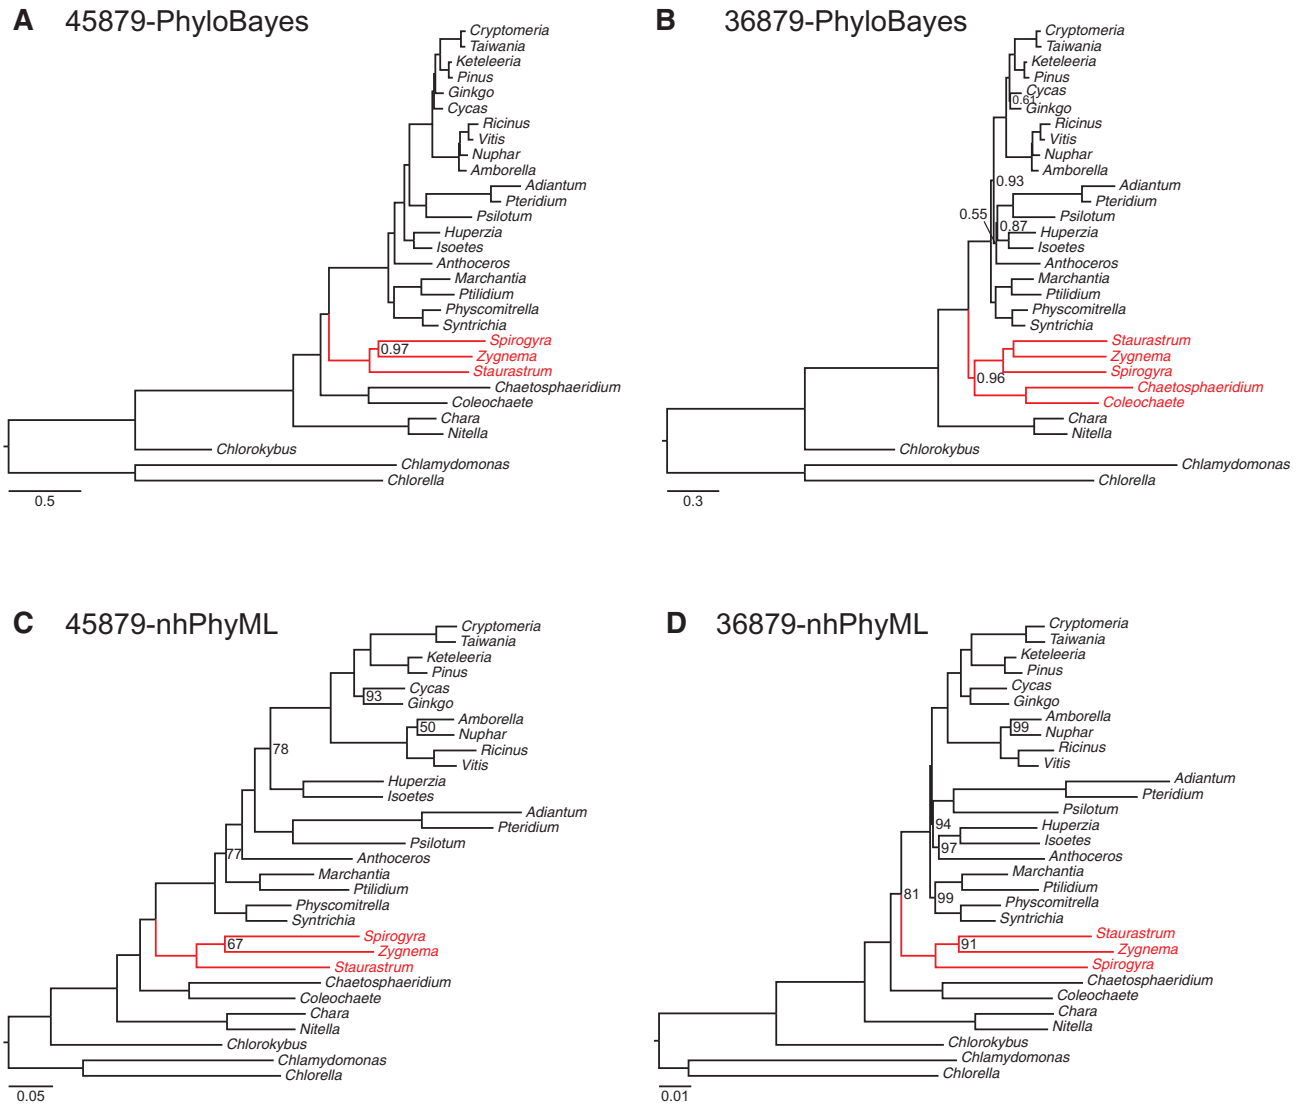 A 45879-PhyloBayes
Cryptomeria
Taiwania
Keteleeria
Pinus
Ginkgo
Cycas
Ricinus
Vitis
Nuphar
Amborella
Adiantum
Pteridium
Psilotum
Huperzia
Isoetes
Anthoceros
Marchantia
Ptilidium
Physcomitrella
Syntrichia
Spirogyra
0.97
Zygnema
Staurastrum
Chaetosphaeridium
Coleochaete
Chara
Nitella
Chlorokybus
Chlamydomonas
Chlorella
0.5
B 36879-PhyloBayes
Cryptomeria
Taiwania
Keteleeria
Pinus
Cycas
0.61
Ginkgo
Ricinus
Vitis
Nuphar
Amborella
0.93
Adiantum
Pteridium
0.55
Psilotum
0.87
Huperzia
Isoetes
Anthoceros
Marchantia
Ptilidium
Physcomitrella
Syntrichia
Staurastrum
Zygnema
Spirogyra
0.96
Chaetosphaeridium
Coleochaete
Chara
Nitella
Chlorokybus
Chlamydomonas
Chlorella
0.3
C 45879-nhPhyML
Cryptomeria
Taiwania
Keteleeria
Pinus
Cycas
93
Ginkgo
Amborella
50
Nuphar
78
Ricinus
Vitis
Huperzia
Isoetes
Adiantum
Pteridium
Psilotum
77
Anthoceros
Marchantia
Ptilidium
Physcomitrella
Syntrichia
Spirogyra
67
Zygnema
Staurastrum
Chaetosphaeridium
Coleochaete
Chara
Nitella
Chlorokybus
Chlamydomonas
Chlorella
0.05
D 36879-nhPhyML
Cryptomeria
Taiwania
Keteleeria
Pinus
Cycas
Ginkgo
Amborella
99
Nuphar
Ricinus
Vitis
Adiantum
Pteridium
Psilotum
94
Huperzia
Isoetes
97
Anthoceros
Marchantia
Ptilidium
81
99
Physcomitrella
Syntrichia
Staurastrum
91
Zygnema
Spirogyra
Chaetosphaeridium
Coleochaete
Chara
Nitella
Chlorokybus
Chlamydomonas
Chlorella
0.01